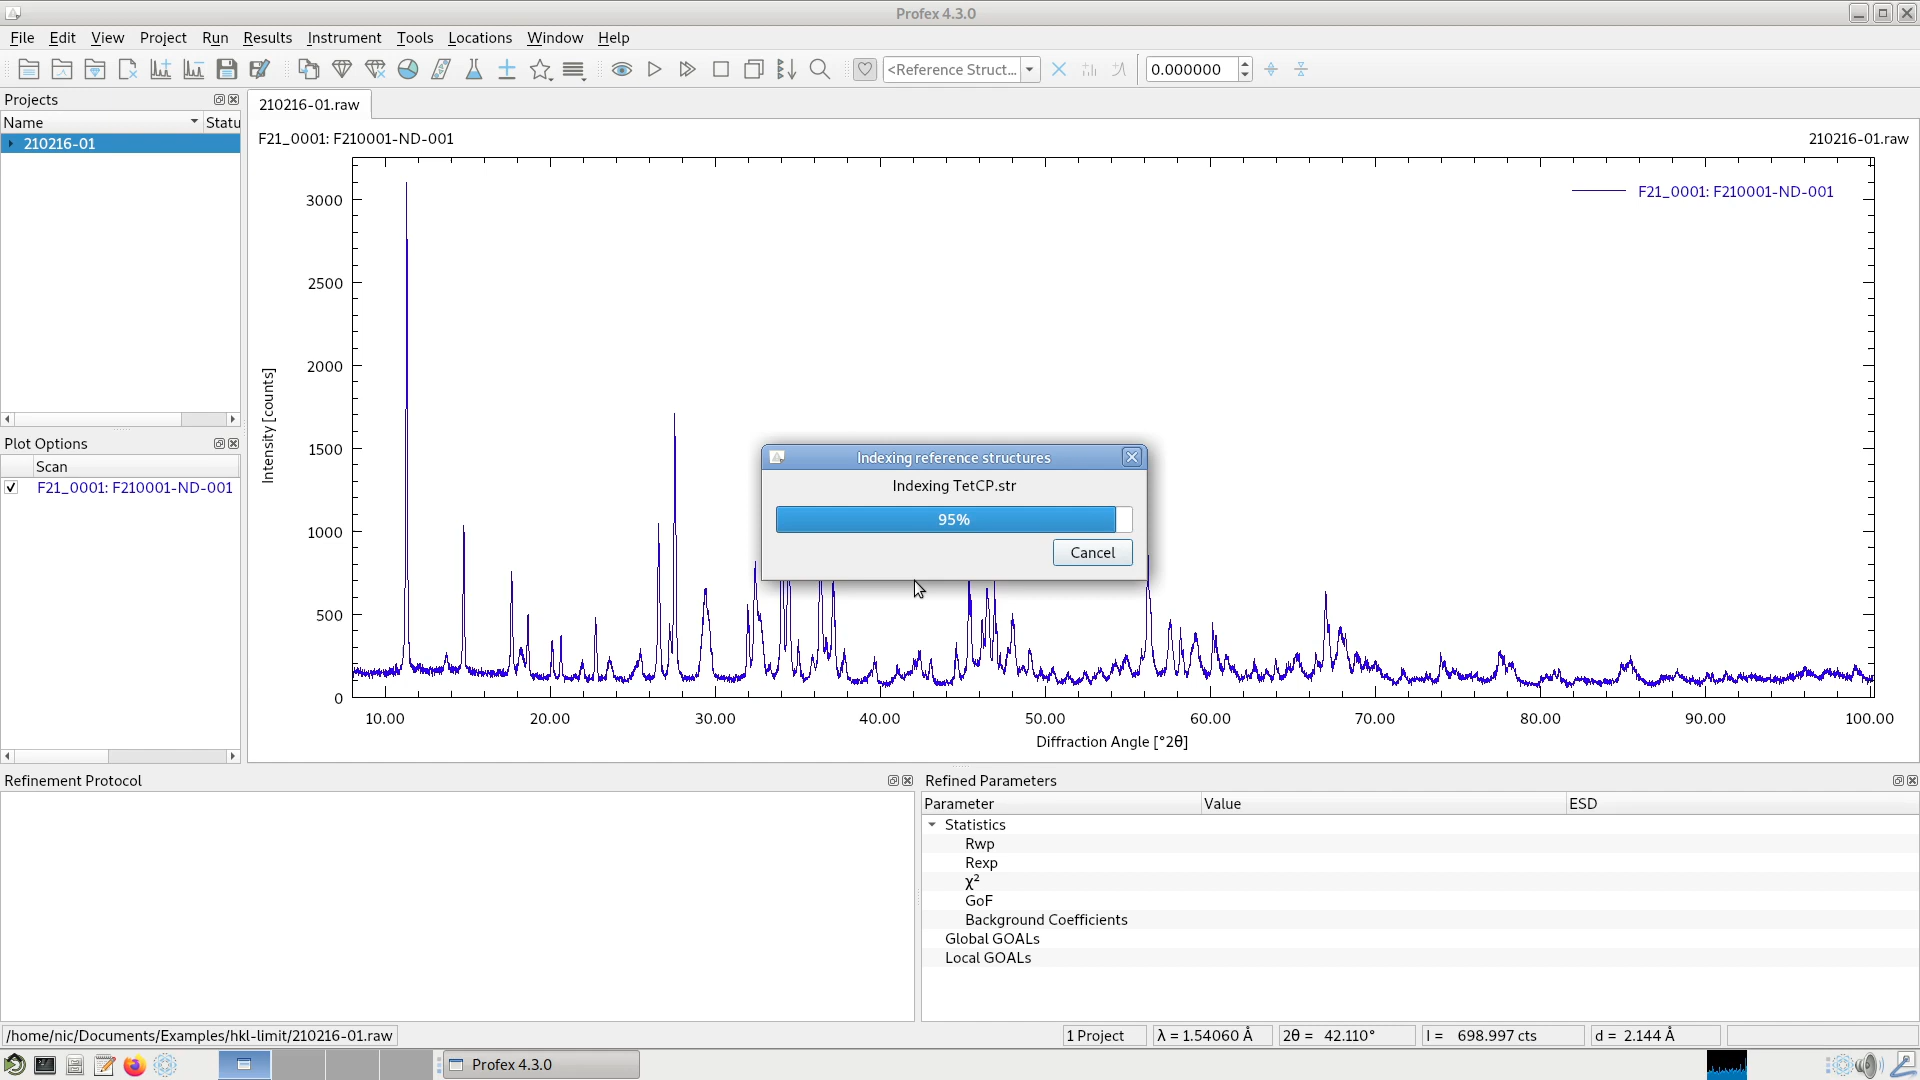 Profex 4.3.0
File Edit View Project Run Results Instrument Tools Locations Window Help
<Reference Struct... 0.000000
Projects
Name Statu
210216-01
Plot Options
Scan
F21_0001: F210001-ND-001
210216-01.raw
F21_0001: F210001-ND-001 210216-01.raw
F21_0001: F210001-ND-001
Intensity [counts]
3000
2500
2000
1500
1000
500
0
10.00 20.00 30.00 40.00 50.00 60.00 70.00 80.00 90.00 100.00
Diffraction Angle [°2θ]
Indexing reference structures
Indexing TetCP.str
95%
Cancel
Refinement Protocol
Refined Parameters
Parameter Value ESD
Statistics
Rwp
Rexp
χ²
GoF
Background Coefficients
Global GOALs
Local GOALs
/home/nic/Documents/Examples/hkl-limit/210216-01.raw
1 Project λ = 1.54060 Å 2θ = 42.110° I = 698.997 cts d = 2.144 Å
Profex 4.3.0